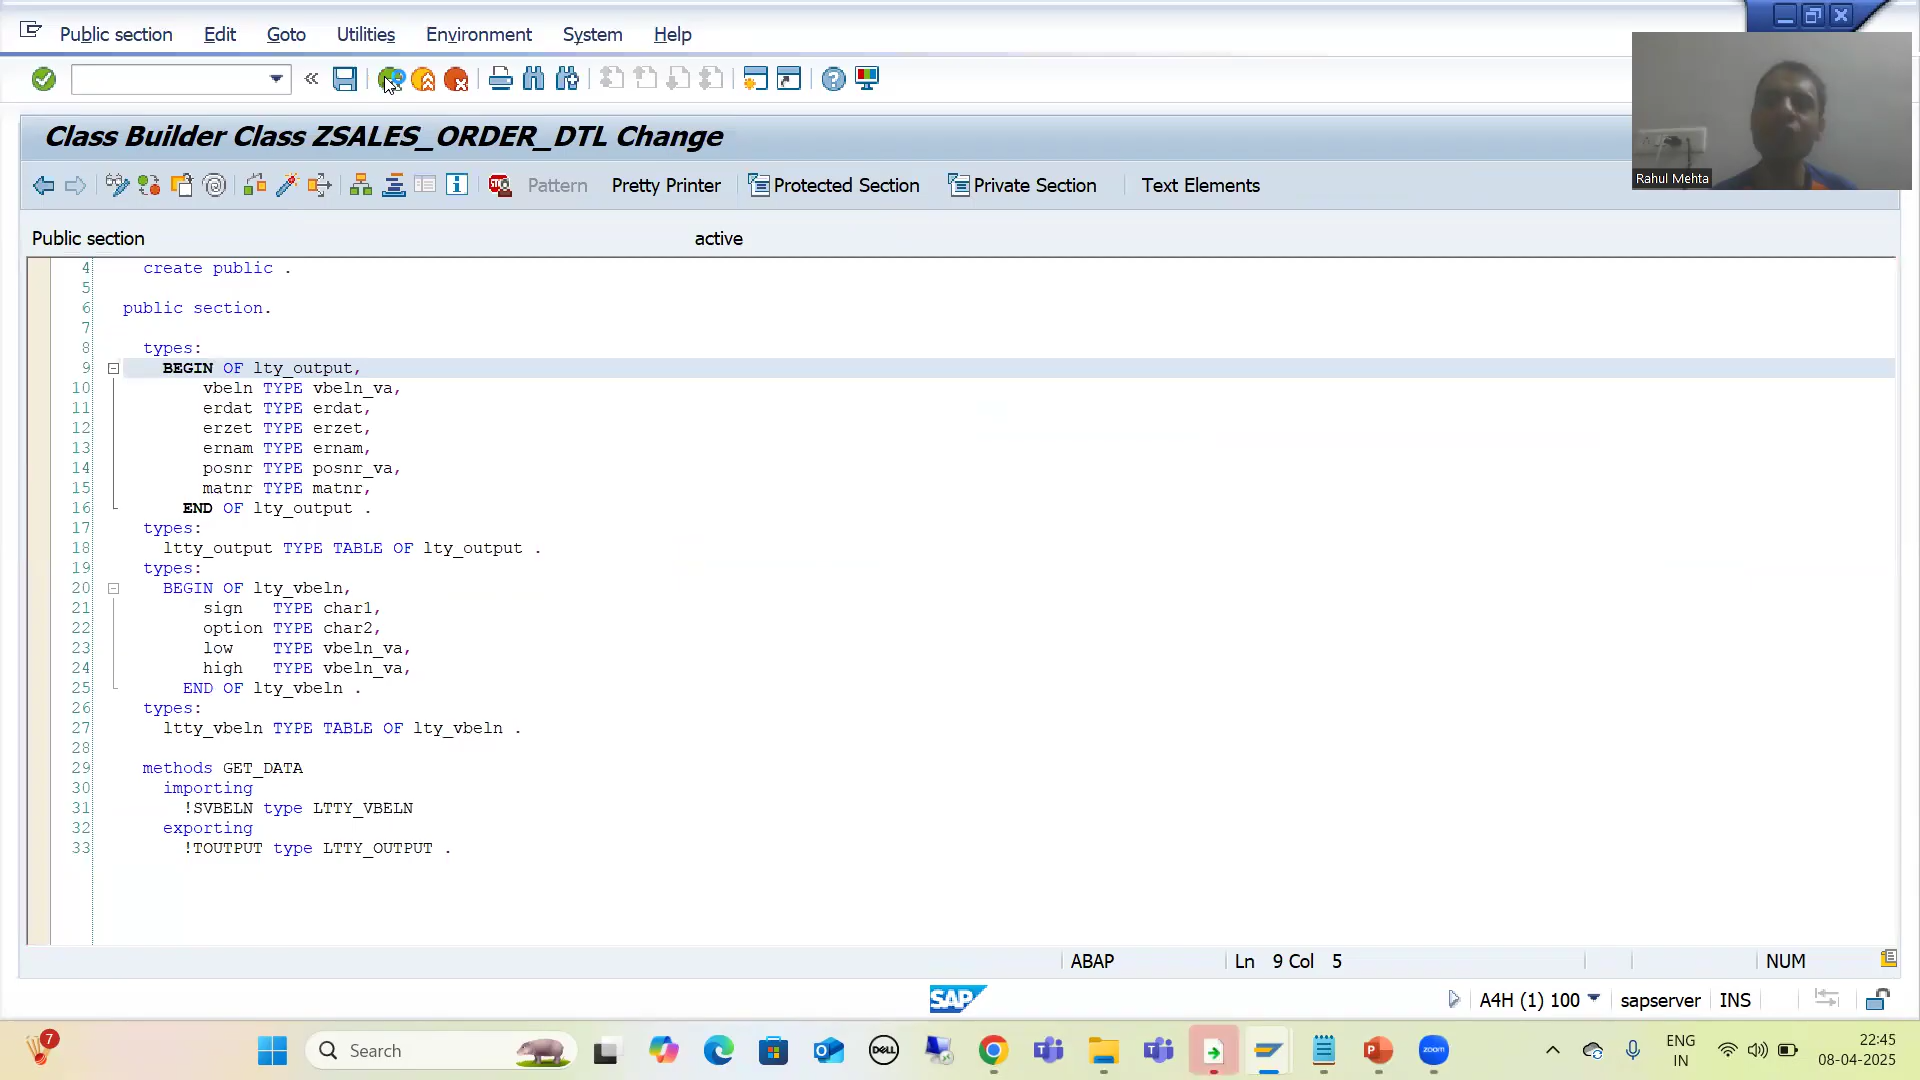 Public section Edit Goto Utilities Environment System Help
Class Builder Class ZSALES_ORDER_DTL Change
Pattern Pretty Printer Protected Section Private Section Text Elements
Rahul Mehta
Public section active
4 create public .
5
6 public section.
7
8 types:
9 BEGIN OF lty_output,
10 vbeln TYPE vbeln_va,
11 erdat TYPE erdat,
12 erzet TYPE erzet,
13 ernam TYPE ernam,
14 posnr TYPE posnr_va,
15 matnr TYPE matnr,
16 END OF lty_output .
17 types:
18 ltty_output TYPE TABLE OF lty_output .
19 types:
20 BEGIN OF lty_vbeln,
21 sign TYPE char1,
22 option TYPE char2,
23 low TYPE vbeln_va,
24 high TYPE vbeln_va,
25 END OF lty_vbeln .
26 types:
27 ltty_vbeln TYPE TABLE OF lty_vbeln .
28
29 methods GET_DATA
30 importing
31 !SVBELN type LTTY_VBELN
32 exporting
33 !TOUTPUT type LTTY_OUTPUT .
ABAP Ln 9 Col 5 NUM
SAP A4H (1) 100 sapserver INS
7 Search DELL zoom ENG 22:45
IN 08-04-2025